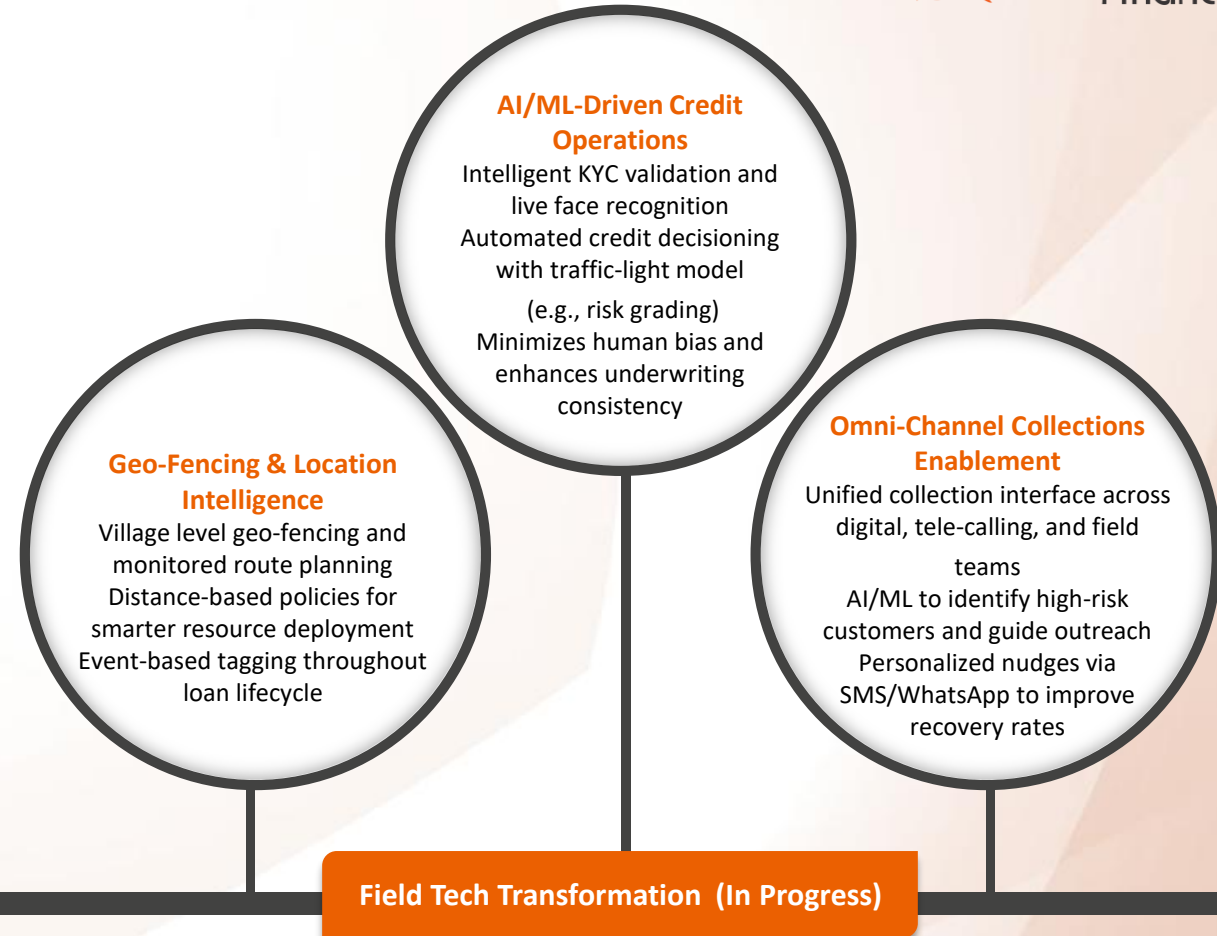 AI/ML-Driven Credit
Operations
Intelligent KYC validation and
live face recognition
Automated credit decisioning
with traffic-light model
(e.g., risk grading)
Minimizes human bias and
enhances underwriting
consistency
Geo-Fencing & Location
Intelligence
Village level geo-fencing and
monitored route planning
Distance-based policies for
smarter resource deployment
Event-based tagging throughout
loan lifecycle
Omni-Channel Collections
Enablement
Unified collection interface across
digital, tele-calling, and field
teams
AI/ML to identify high-risk
customers and guide outreach
Personalized nudges via
SMS/WhatsApp to improve
recovery rates
Field Tech Transformation (In Progress)